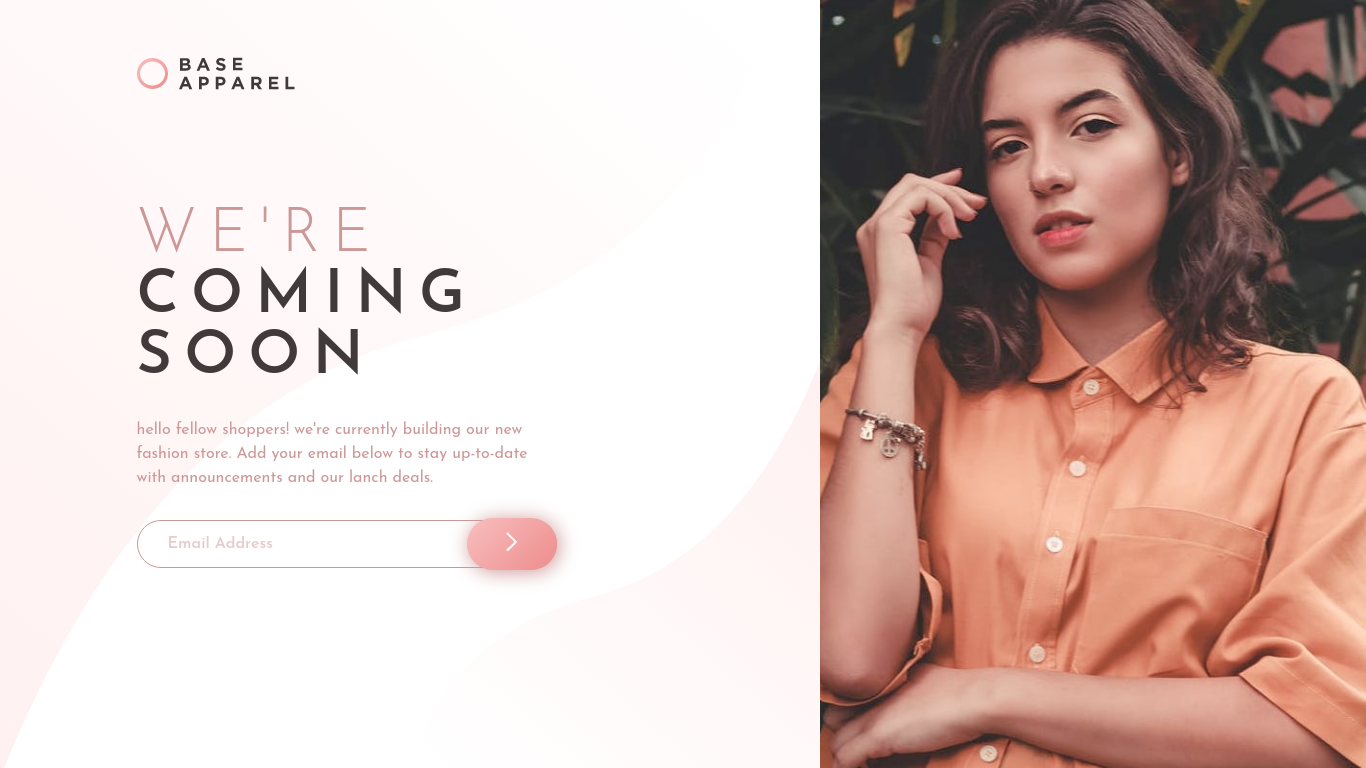 BASE
APPAREL
WE'RE
COMING
SOON
hello fellow shoppers! we're currently building our new
fashion store. Add your email below to stay up-to-date
with announcements and our lanch deals.
Email Address